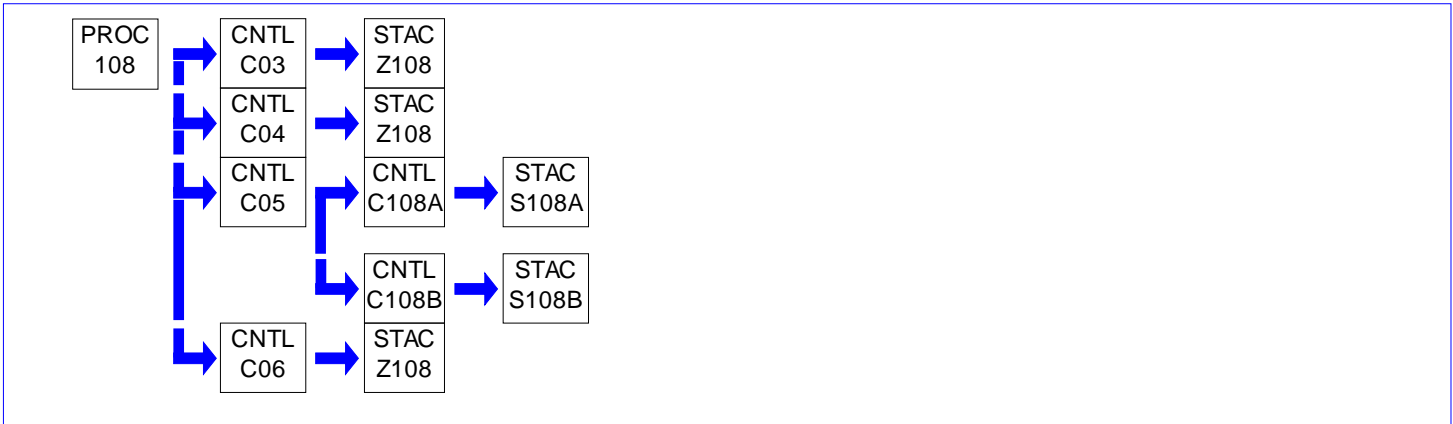 PROC
108
CNTL
C03
STAC
Z108
CNTL
C04
STAC
Z108
CNTL
C05
CNTL
C108A
STAC
S108A
CNTL
C108B
STAC
S108B
CNTL
C06
STAC
Z108